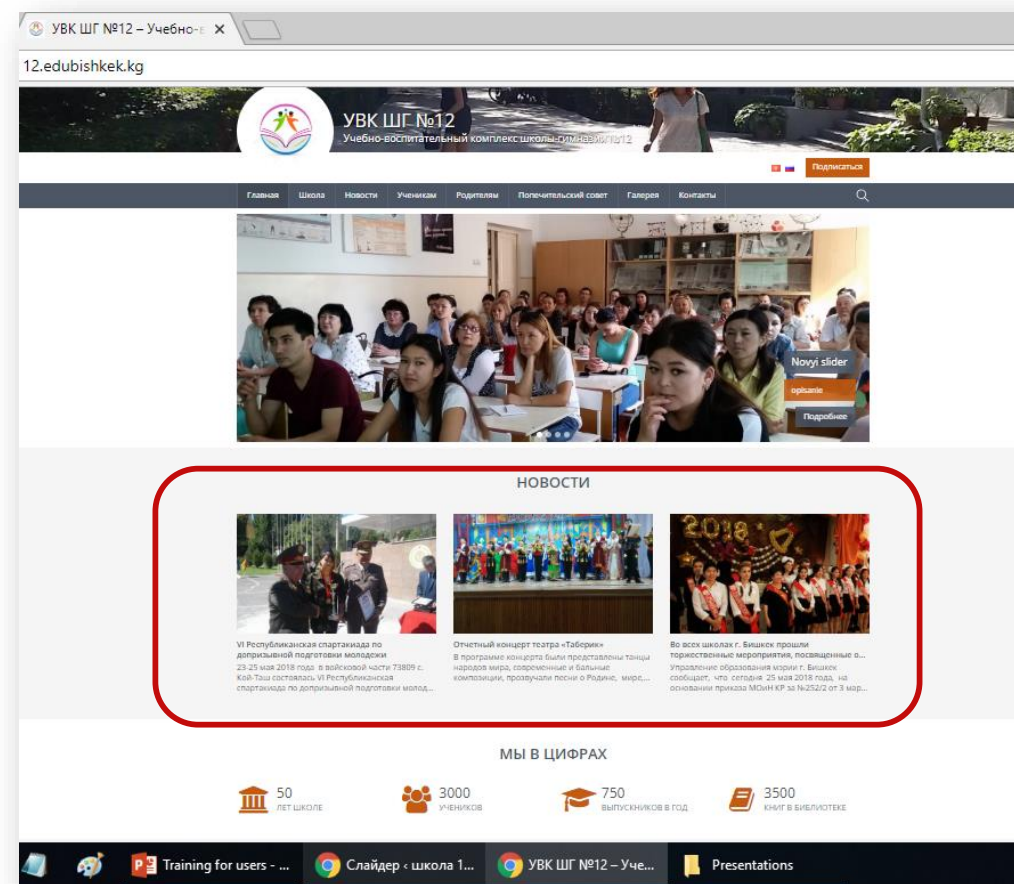 УВК ШГ №12 – Учебно-в
12.edubishkek.kg
УВК ШГ №12
Учебно-воспитательный комплекс школы-гимназии №12
Подписаться
Главная Школа Новости Ученикам Родителям Попечительский совет Галерея Контакты
Novyi slider
opisanie
Подробнее
НОВОСТИ
2018
VI Республиканская спартакиада по
допризывной подготовки молодежи
23-25 мая 2018 года в войсковой части 73809 с.
Кой-Таш состоялась VI Республиканская
спартакиада по допризывной подготовки молод...
Отчетный концерт театра «Таберик»
В программе концерта были представлены танцы
народов мира, современные и бальные
композиции, прозвучали песни о Родине, мире,...
Во всех школах г. Бишкек прошли
торжественные мероприятия, посвященные о...
Управление образования мэрии г. Бишкек
сообщает, что сегодня 25 мая 2018 года, на
основании приказа МОиН КР за №252/2 от 3 мар...
МЫ В ЦИФРАХ
50
ЛЕТ ШКОЛЕ
3000
УЧЕНИКОВ
750
ВЫПУСКНИКОВ В ГОД
3500
КНИГ В БИБЛИОТЕКЕ
Training for users - ...
Слайдер ‹ школа 1...
УВК ШГ №12 – Уче...
Presentations